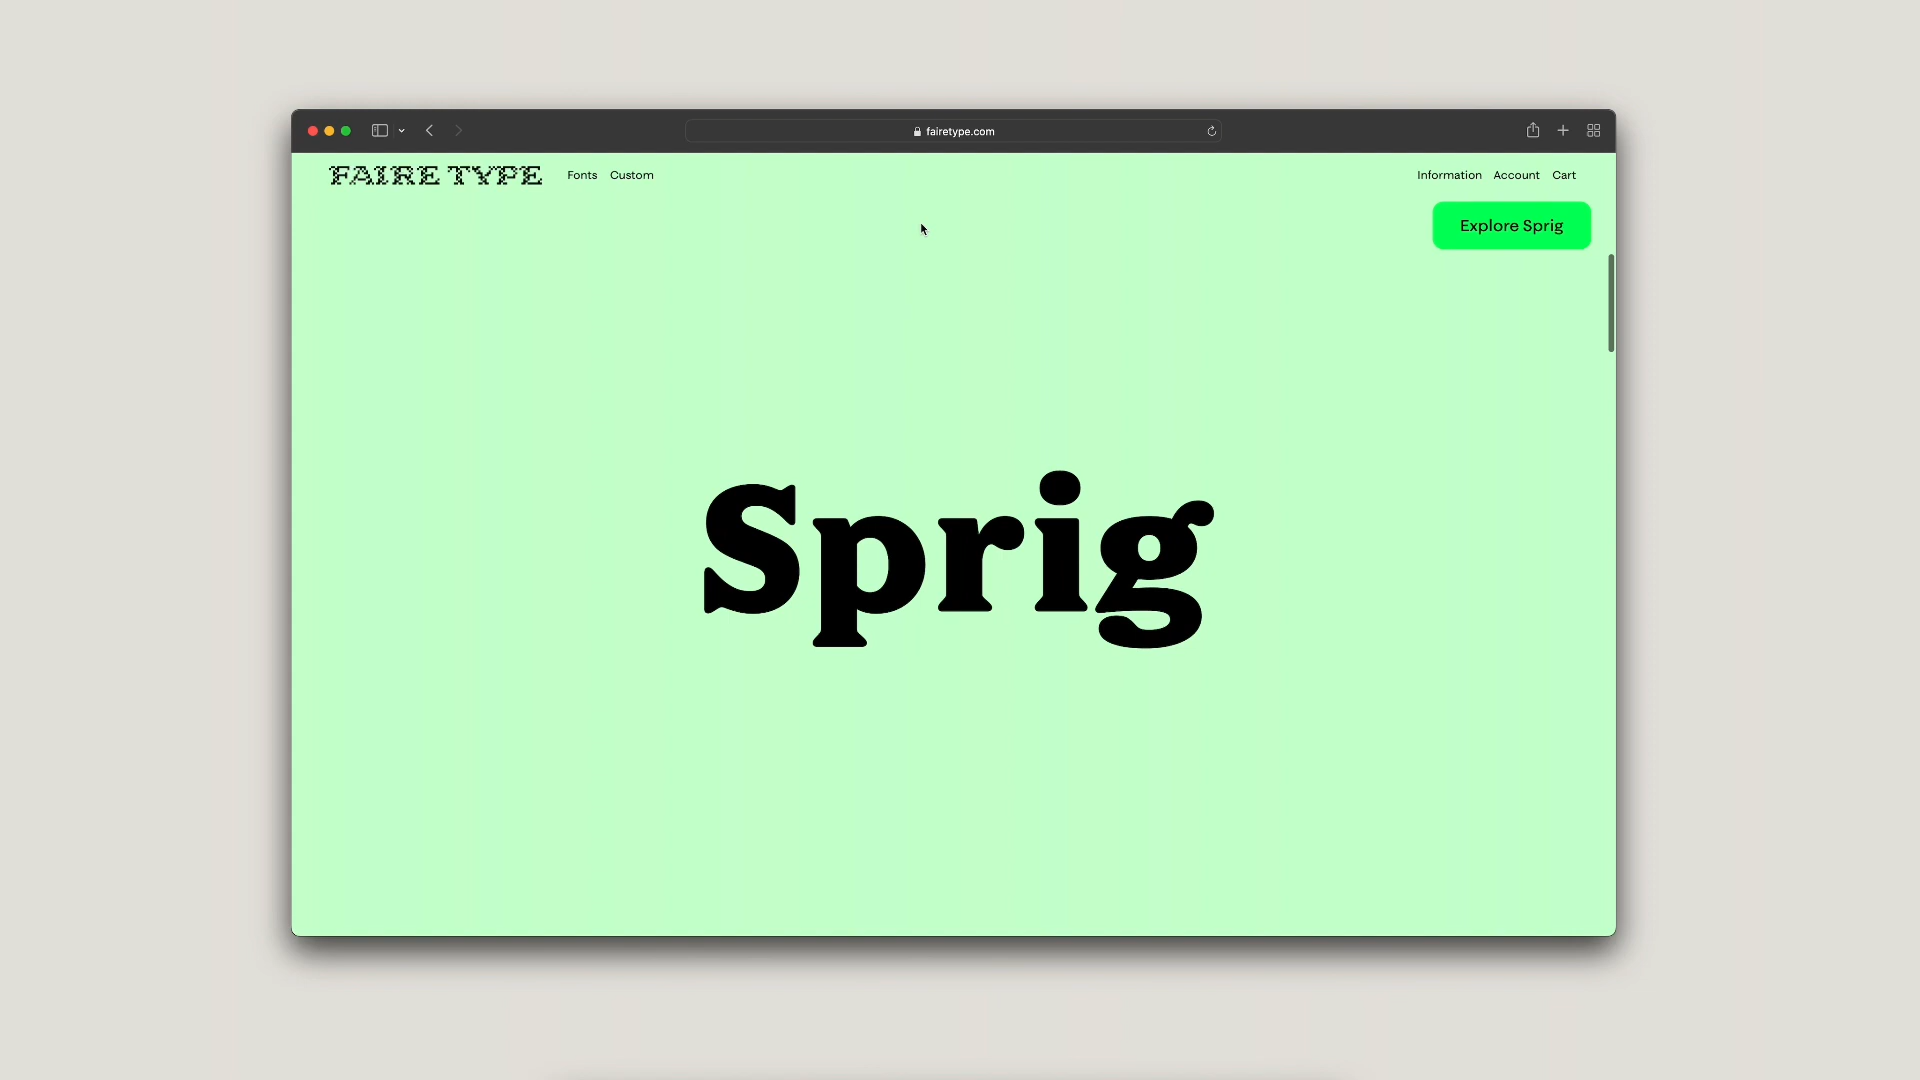 fairetype.com
FAIRE TYPE Fonts Custom Information Account Cart
Explore Sprig
Sprig